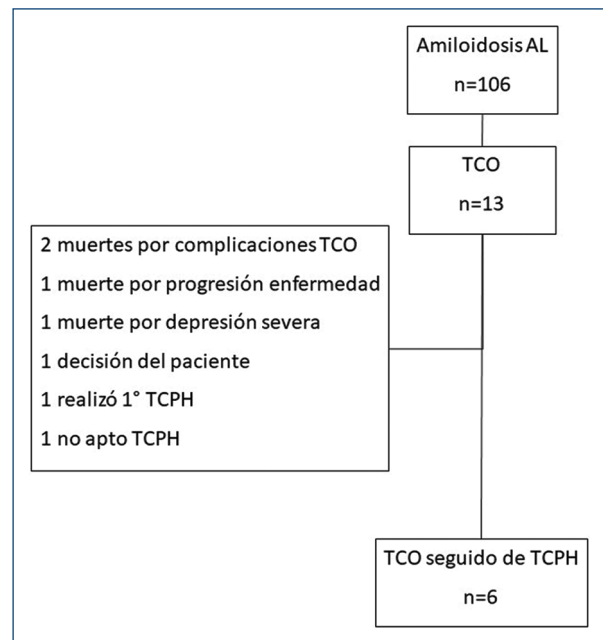 Amiloidosis AL
n=106
TCO
n=13
2 muertes por complicaciones TCO
1 muerte por progresión enfermedad
1 muerte por depresión severa
1 decisión del paciente
1 realizó 1° TCPH
1 no apto TCPH
TCO seguido de TCPH
n=6